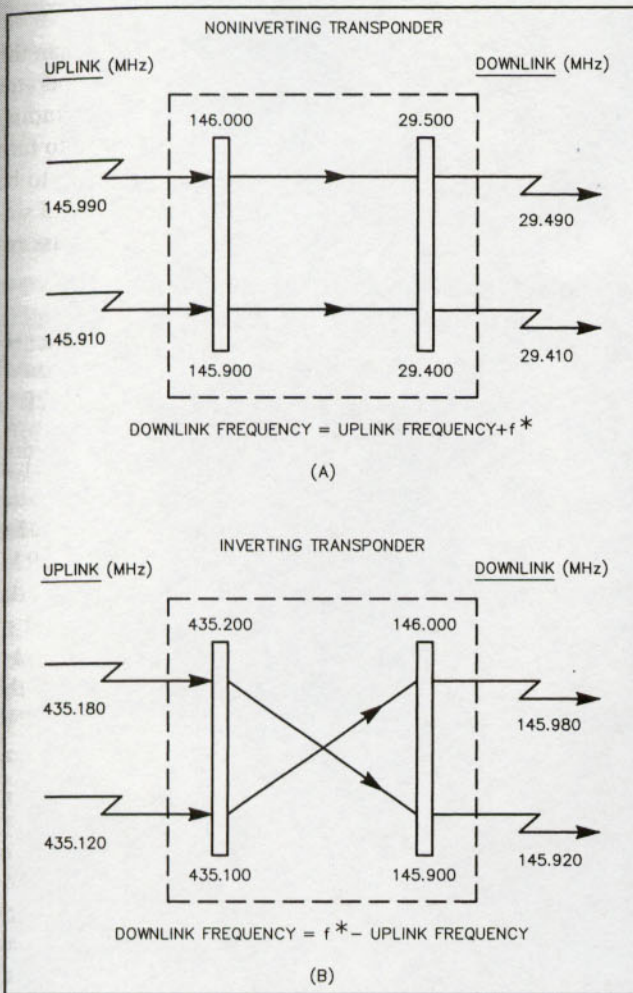 NONINVERTING TRANSPONDER
UPLINK (MHz) DOWNLINK (MHz)
146.000 29.500
145.990 29.490
145.910 29.410
145.900 29.400
DOWNLINK FREQUENCY = UPLINK FREQUENCY+f*
(A)
INVERTING TRANSPONDER
UPLINK (MHz) DOWNLINK (MHz)
435.200 146.000
435.180 145.980
435.120 145.920
435.100 145.900
DOWNLINK FREQUENCY = f* - UPLINK FREQUENCY
(B)